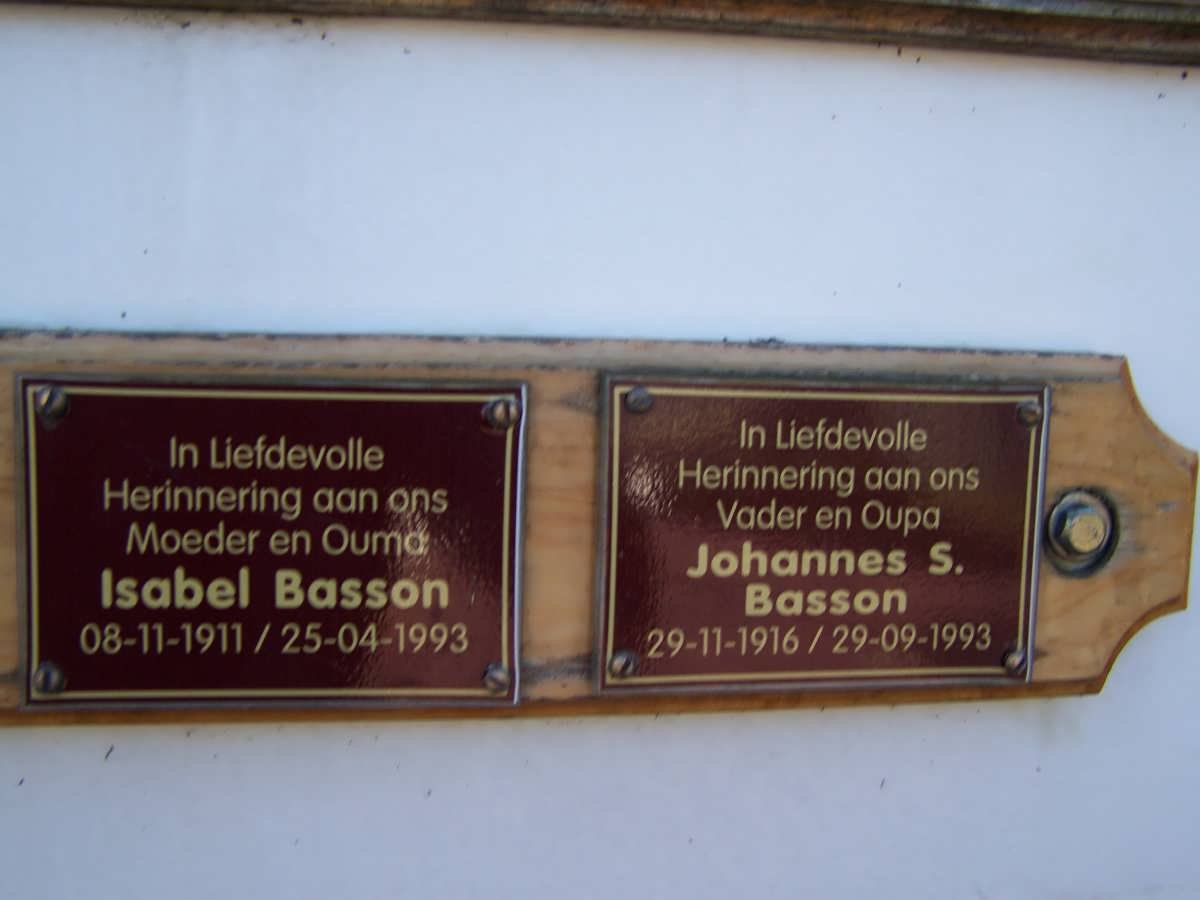 In Liefdevolle
Herinnering aan ons
Moeder en Ouma
Isabel Basson
08-11-1911 / 25-04-1993
In Liefdevolle
Herinnering aan ons
Vader en Oupa
Johannes S.
Basson
29-11-1916 / 29-09-1993